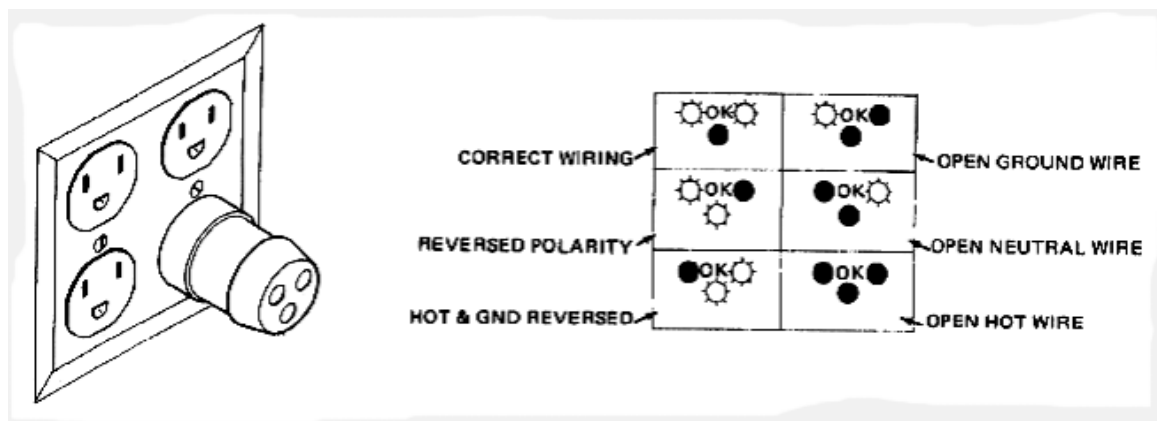 OK OK
CORRECT WIRING OPEN GROUND WIRE
OK OK
REVERSED POLARITY OPEN NEUTRAL WIRE
OK OK
HOT & GND REVERSED OPEN HOT WIRE